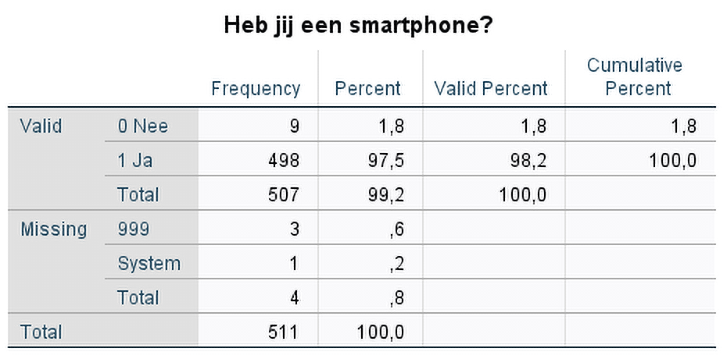 Heb jij een smartphone?
Frequency Percent Valid Percent Cumulative Percent
Valid 0 Nee 9 1,8 1,8 1,8
1 Ja 498 97,5 98,2 100,0
Total 507 99,2 100,0
Missing 999 3 ,6
System 1 ,2
Total 4 ,8
Total 511 100,0